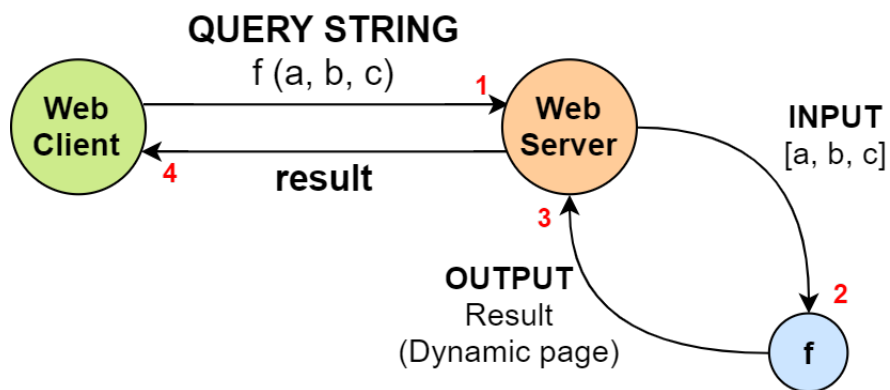 QUERY STRING
f (a, b, c)
1
Web
Client
Web
Server
INPUT
[a, b, c]
4
result
3
OUTPUT
Result
(Dynamic page)
2
f